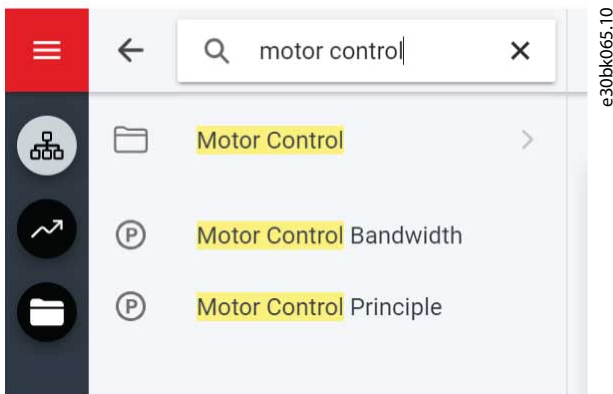 motor control
Motor Control
Motor Control Bandwidth
Motor Control Principle
e30bk065.10